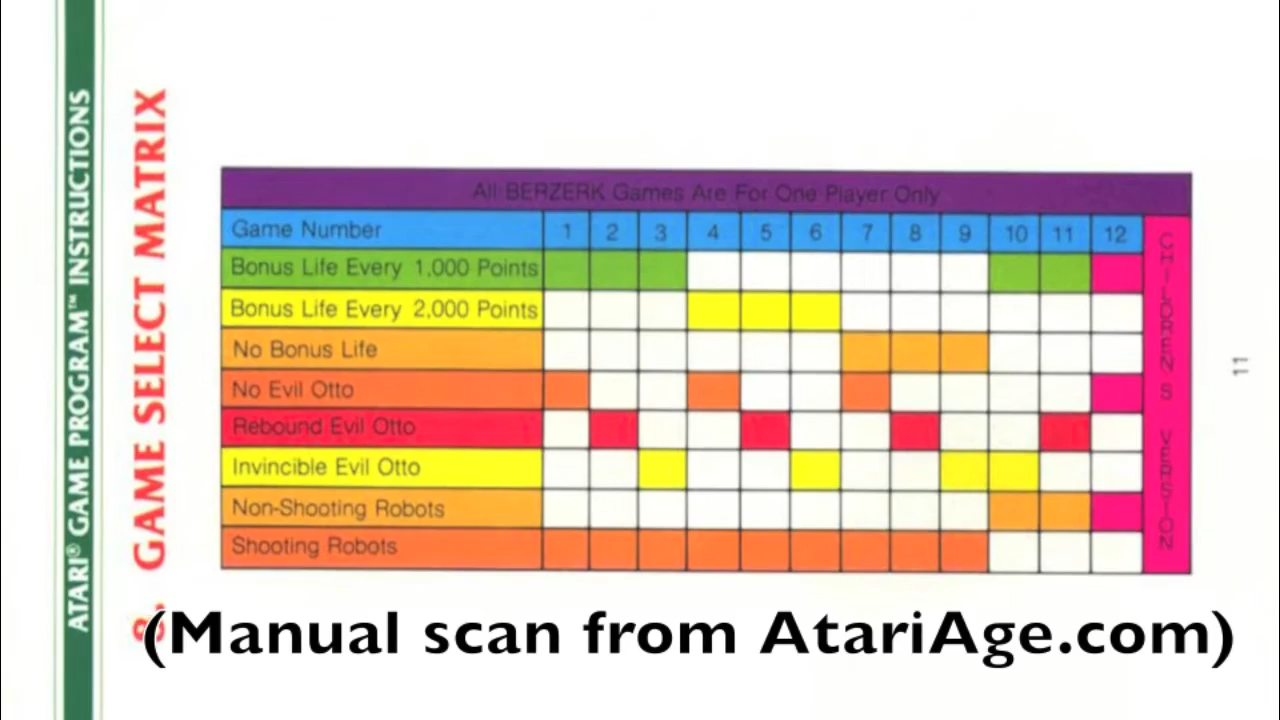 ATARI® GAME PROGRAM™ INSTRUCTIONS
GAME SELECT MATRIX
All BERZERK Games Are For One Player Only
Game Number 1 2 3 4 5 6 7 8 9 10 11 12
Bonus Life Every 1,000 Points
Bonus Life Every 2,000 Points
No Bonus Life
No Evil Otto
Rebound Evil Otto
Invincible Evil Otto
Non-Shooting Robots
Shooting Robots
CHILDREN S VERSION
11
(Manual scan from AtariAge.com)